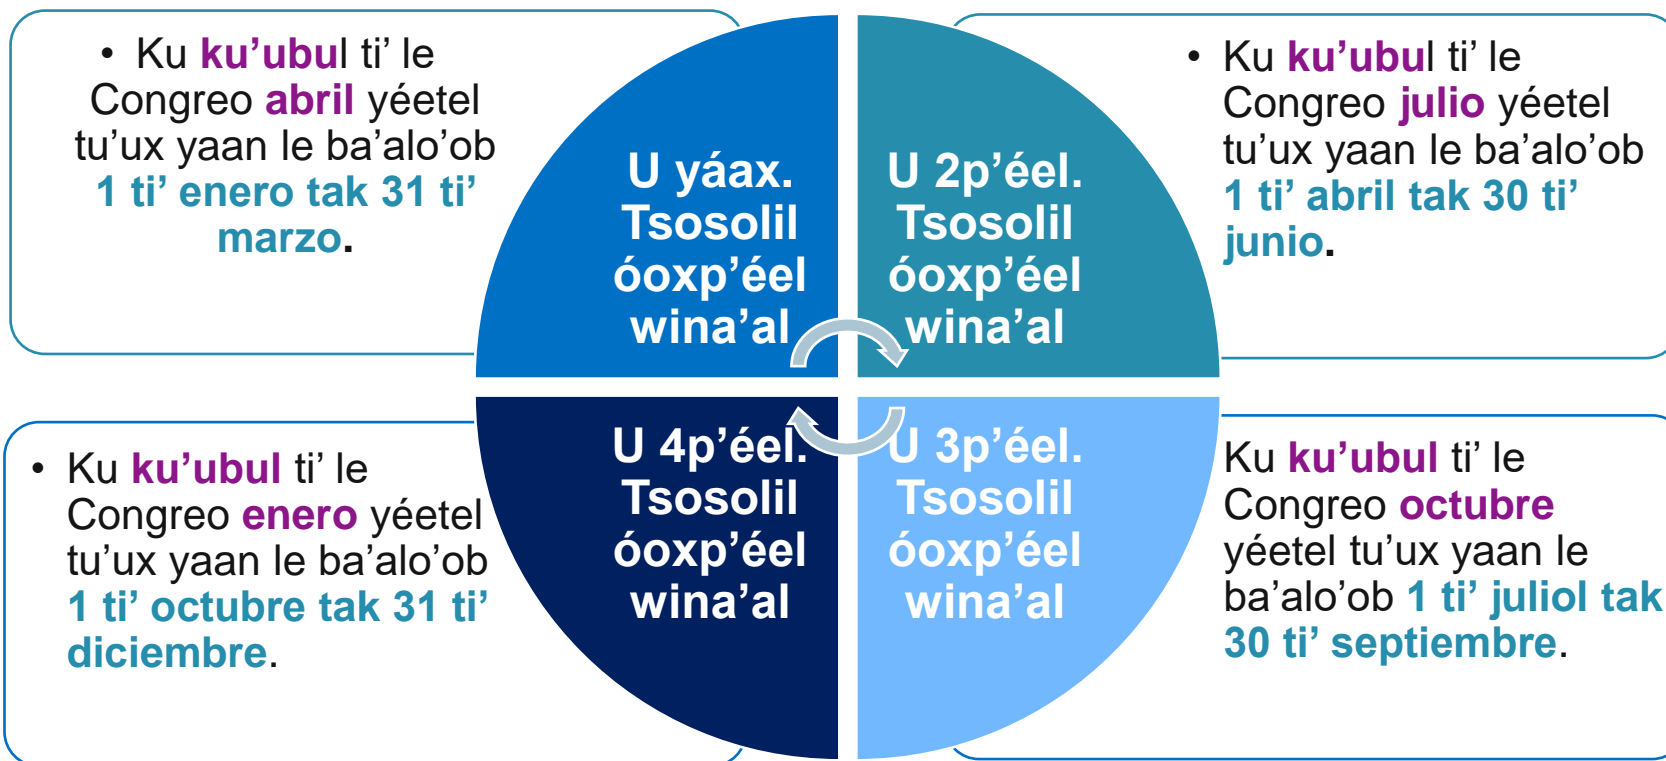 • Ku ku’ubul ti’ le
Congreo abril yéetel
tu’ux yaan le ba’alo’ob
1 ti’ enero tak 31 ti’
marzo.
U yáax.
Tsosolil
óoxp’éel
wina’al
U 2p’éel.
Tsosolil
óoxp’éel
wina’al
• Ku ku’ubul ti’ le
Congreo julio yéetel
tu’ux yaan le ba’alo’ob
1 ti’ abril tak 30 ti’
junio.
• Ku ku’ubul ti’ le
Congreo enero yéetel
tu’ux yaan le ba’alo’ob
1 ti’ octubre tak 31 ti’
diciembre.
U 4p’éel.
Tsosolil
óoxp’éel
wina’al
U 3p’éel.
Tsosolil
óoxp’éel
wina’al
Ku ku’ubul ti’ le
Congreo octubre
yéetel tu’ux yaan le
ba’alo’ob 1 ti’ juliol tak
30 ti’ septiembre.